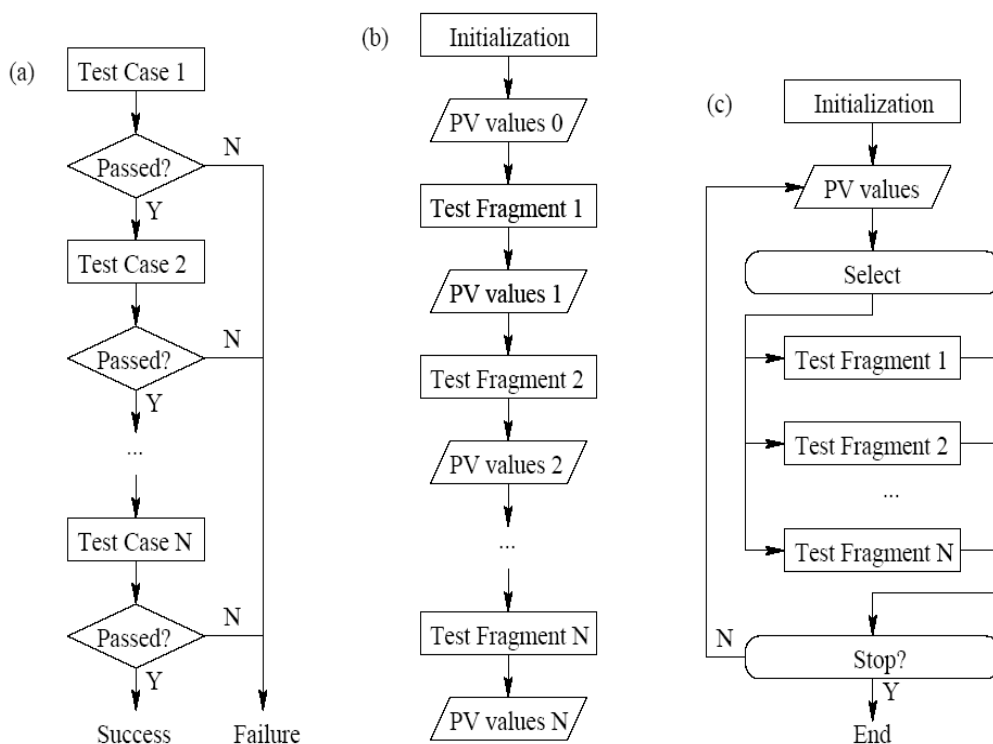 (a)
Test Case 1
Passed?
N
Y
Test Case 2
Passed?
N
Y
...
Test Case N
Passed?
N
Y
Success
Failure
(b)
Initialization
PV values 0
Test Fragment 1
PV values 1
Test Fragment 2
PV values 2
...
Test Fragment N
PV values N
(c)
Initialization
PV values
Select
Test Fragment 1
Test Fragment 2
...
Test Fragment N
N
Stop?
Y
End